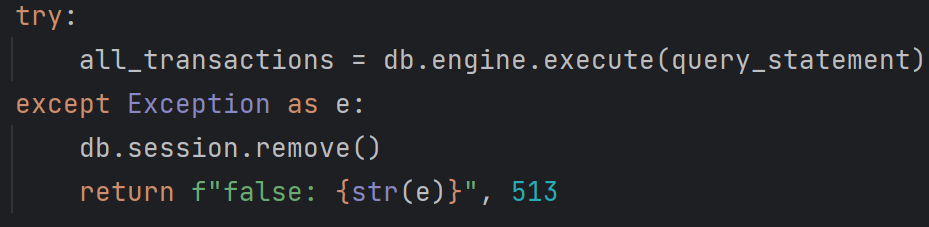 try:
    all_transactions = db.engine.execute(query_statement)
except Exception as e:
    db.session.remove()
    return f"false: {str(e)}", 513